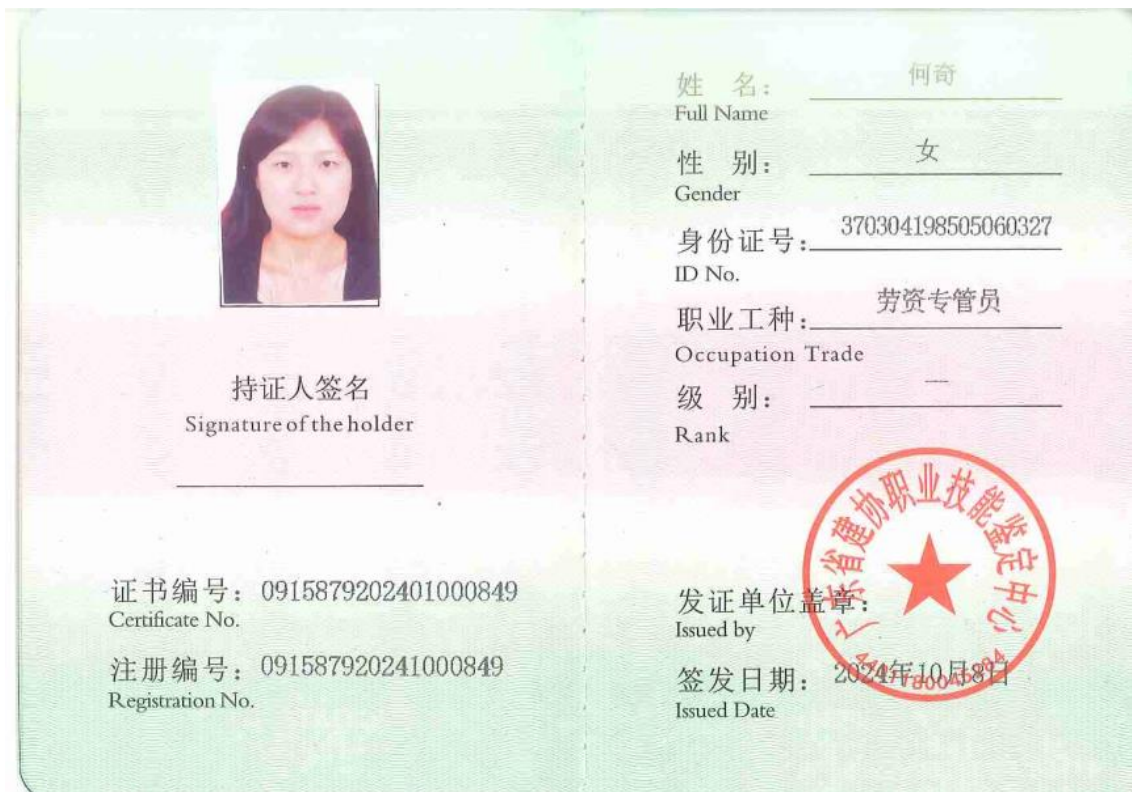 持证人签名
Signature of the holder
证书编号：0915879202401000849
Certificate No.
注册编号：091587920241000849
Registration No.
姓 名：何奇
Full Name
性 别：女
Gender
身份证号：370304198505060327
ID No.
职业工种：劳资专管员
Occupation Trade
级 别：一
Rank
发证单位盖章：
Issued by
签发日期：2024年10月8日
Issued Date
广东省建协职业技能鉴定中心